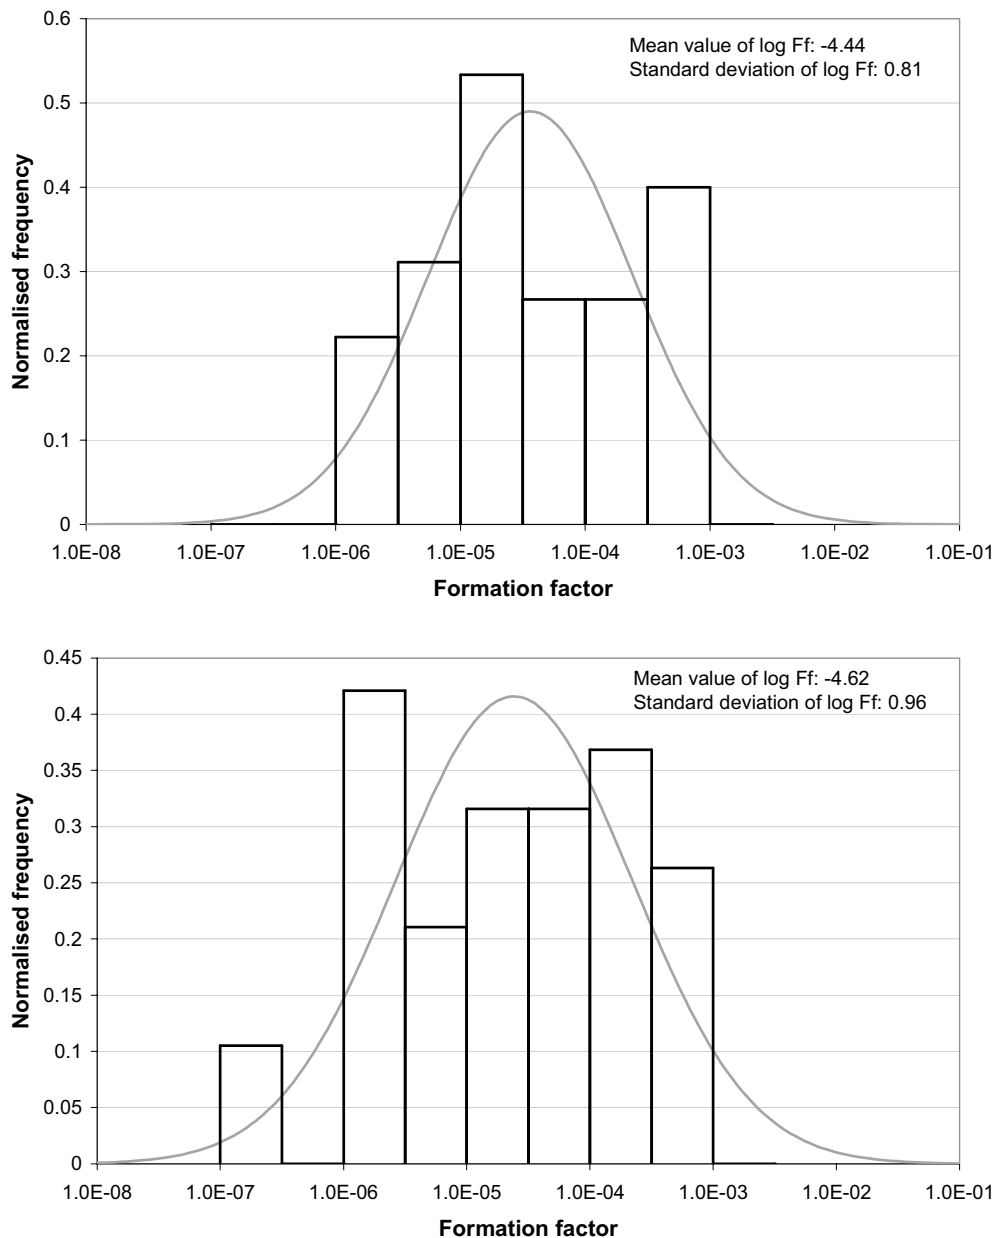 0.6
Mean value of log Ff: -4.44
Standard deviation of log Ff: 0.81
0.5
0.4
0.3
0.2
0.1
0
Normalised frequency
1.0E-08 1.0E-07 1.0E-06 1.0E-05 1.0E-04 1.0E-03 1.0E-02 1.0E-01
Formation factor
0.45
Mean value of log Ff: -4.62
Standard deviation of log Ff: 0.96
0.4
0.35
0.3
0.25
0.2
0.15
0.1
0.05
0
Normalised frequency
1.0E-08 1.0E-07 1.0E-06 1.0E-05 1.0E-04 1.0E-03 1.0E-02 1.0E-01
Formation factor